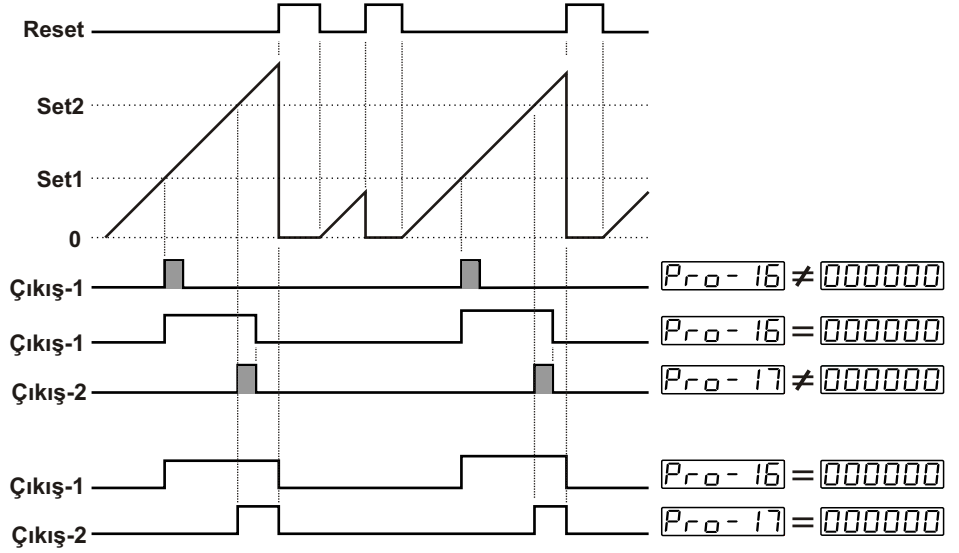 Reset
Set2
Set1
0
Çıkış-1 Pro-16 ≠ 000000
Çıkış-1 Pro-16 = 000000
Çıkış-2 Pro-17 ≠ 000000
Çıkış-1 Pro-16 = 000000
Çıkış-2 Pro-17 = 000000